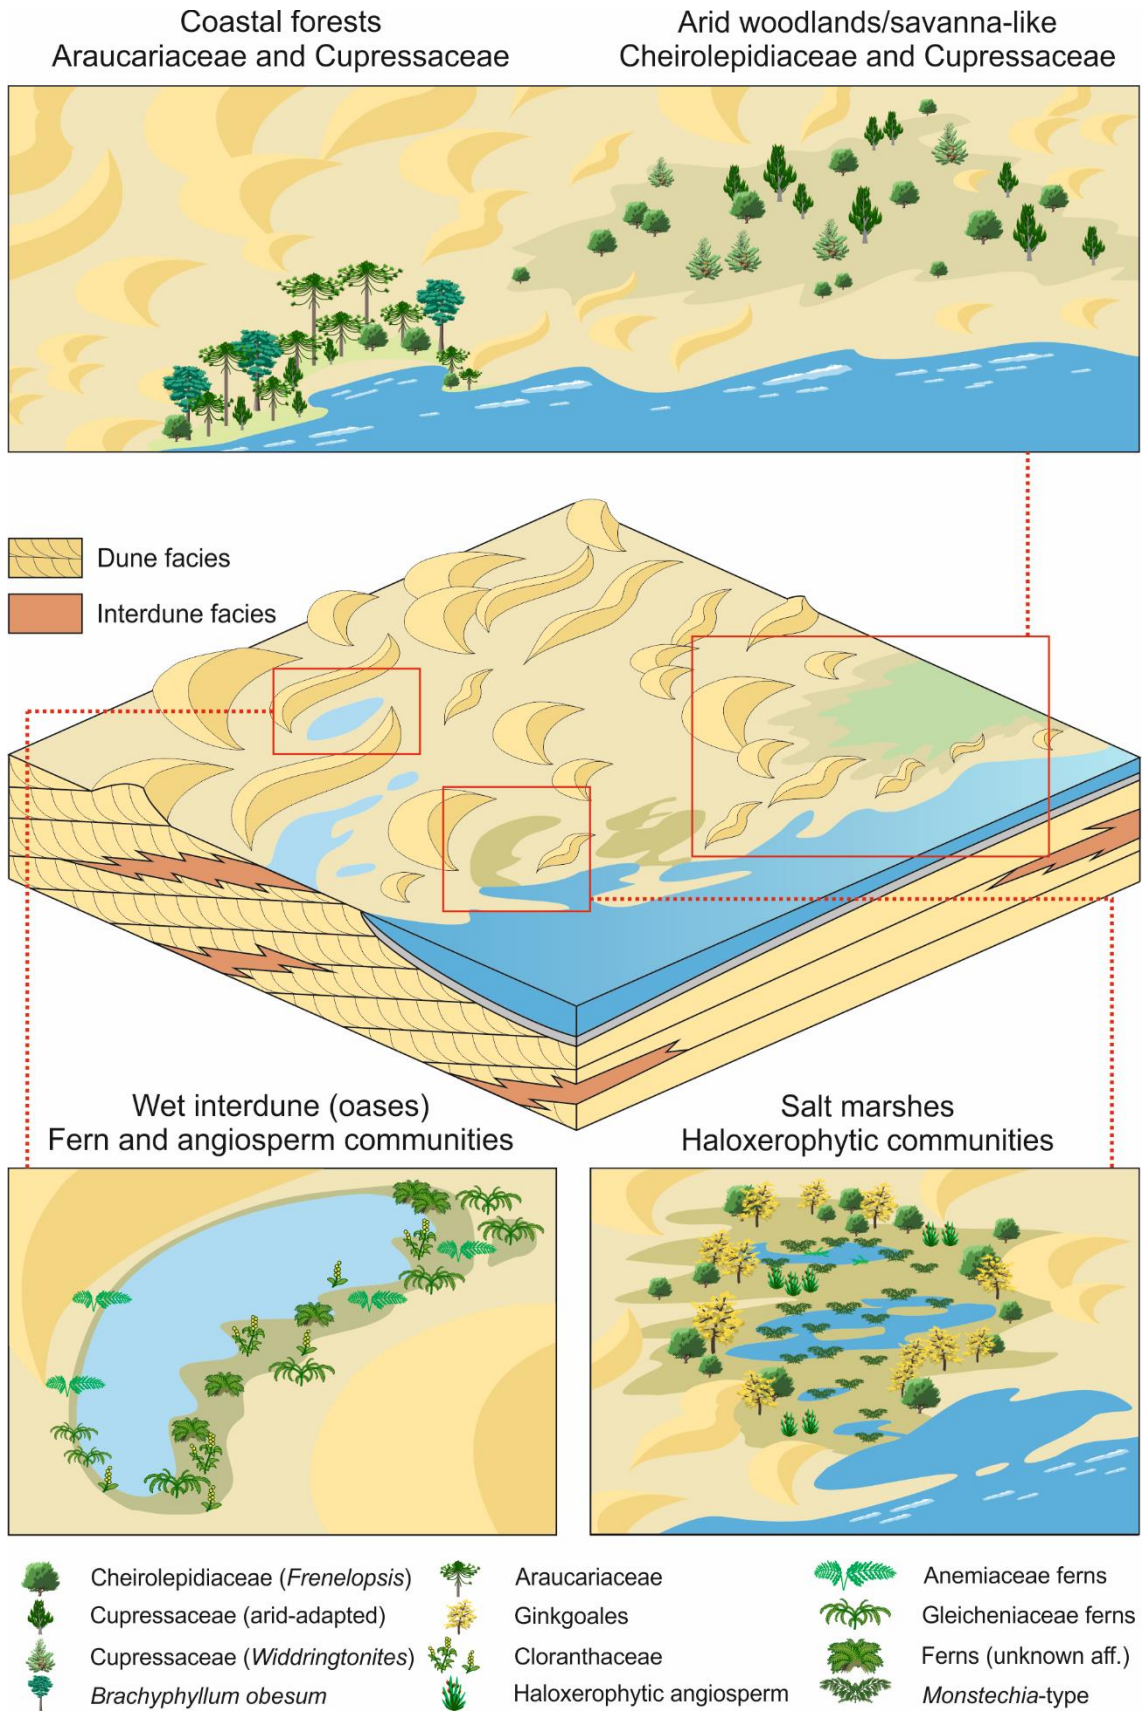 Coastal forests
Araucariaceae and Cupressaceae
Arid woodlands/savanna-like
Cheirolepidiaceae and Cupressaceae
Dune facies
Interdune facies
Wet interdune (oases)
Fern and angiosperm communities
Salt marshes
Haloxerophytic communities
Cheirolepidiaceae (Frenelopsis)
Cupressaceae (arid-adapted)
Cupressaceae (Widdringtonites)
Brachyphyllum obesum
Araucariaceae
Ginkgoales
Cloranthaceae
Haloxerophytic angiosperm
Anemiaceae ferns
Gleicheniaceae ferns
Ferns (unknown aff.)
Monstechia-type